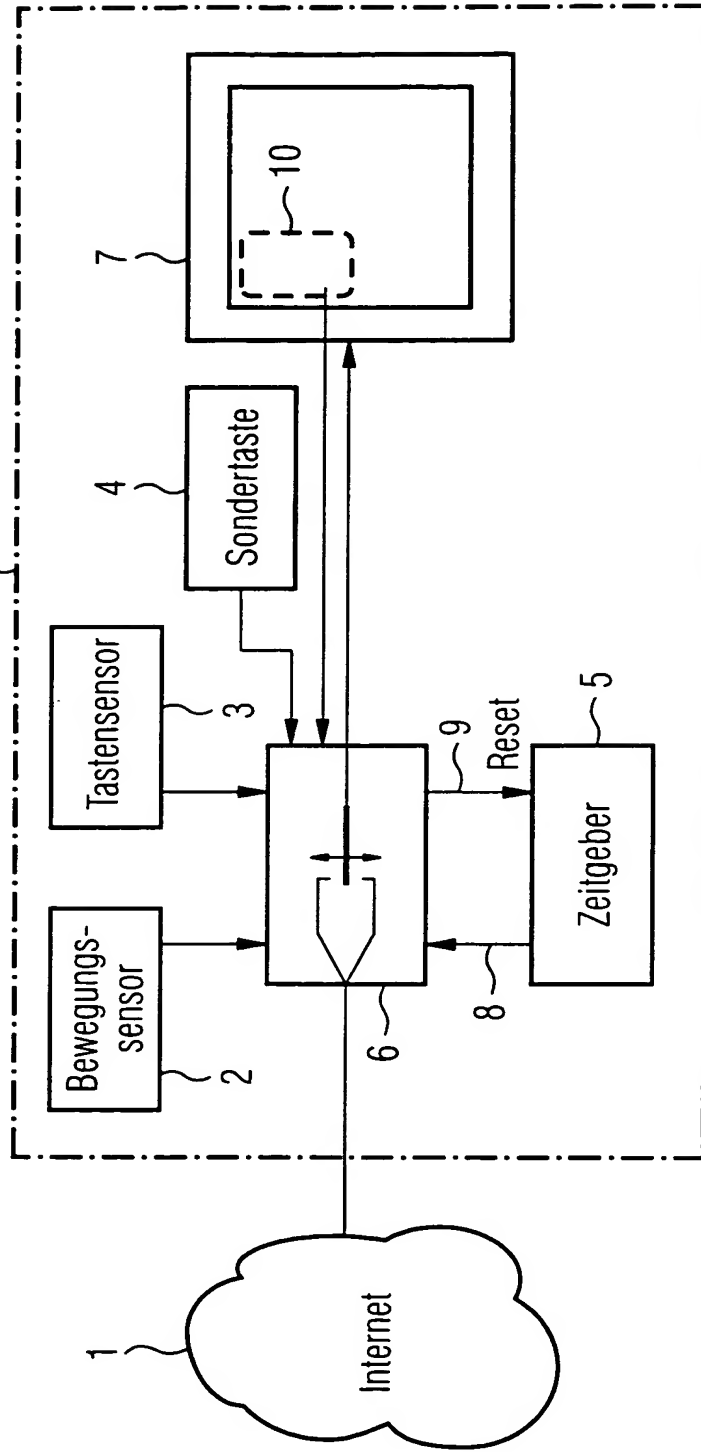 1
Internet
Bewegungs-
sensor
2
Tastensensor
3
4
Sondertaste
7
10
6
8
9
Reset
5
Zeitgeber